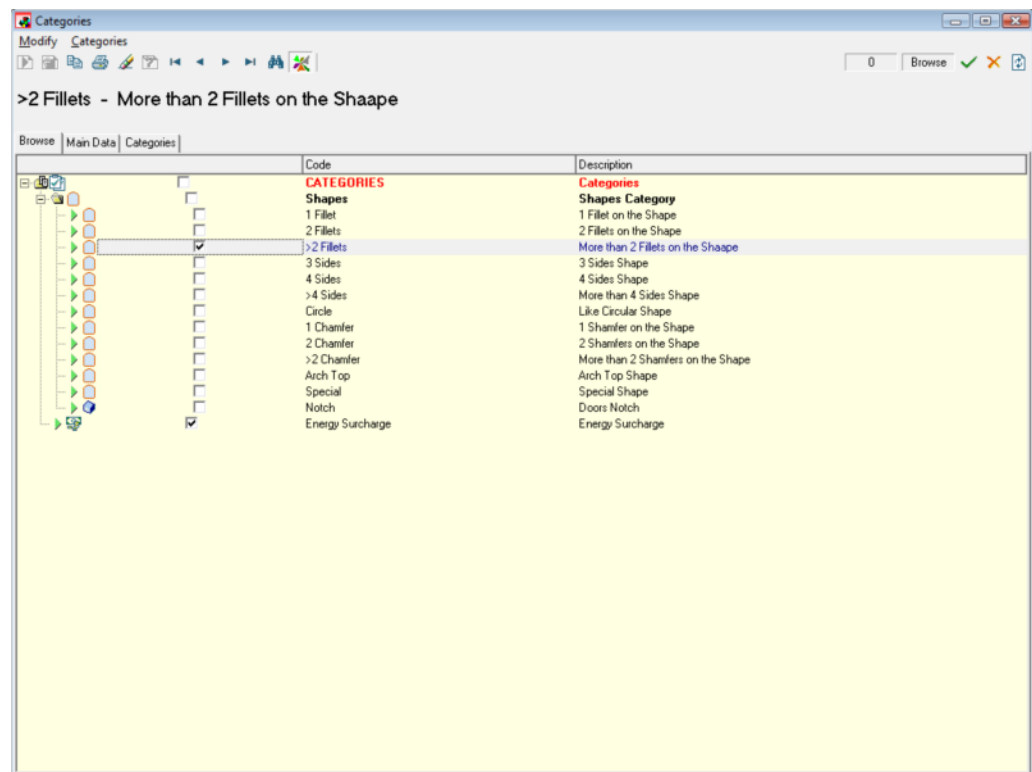 Categories
Modify Categories
0 Browse
>2 Fillets - More than 2 Fillets on the Shaape
Browse Main Data Categories
Code Description
CATEGORIES Categories
Shapes Shapes Category
1 Fillet 1 Fillet on the Shape
2 Fillets 2 Fillets on the Shape
>2 Fillets More than 2 Fillets on the Shaape
3 Sides 3 Sides Shape
4 Sides 4 Sides Shape
>4 Sides More than 4 Sides Shape
Circle Like Circular Shape
1 Chamfer 1 Shamfer on the Shape
2 Chamfer 2 Shamfers on the Shape
>2 Chamfer More than 2 Shamfers on the Shape
Arch Top Arch Top Shape
Special Special Shape
Notch Doors Notch
Energy Surcharge Energy Surcharge